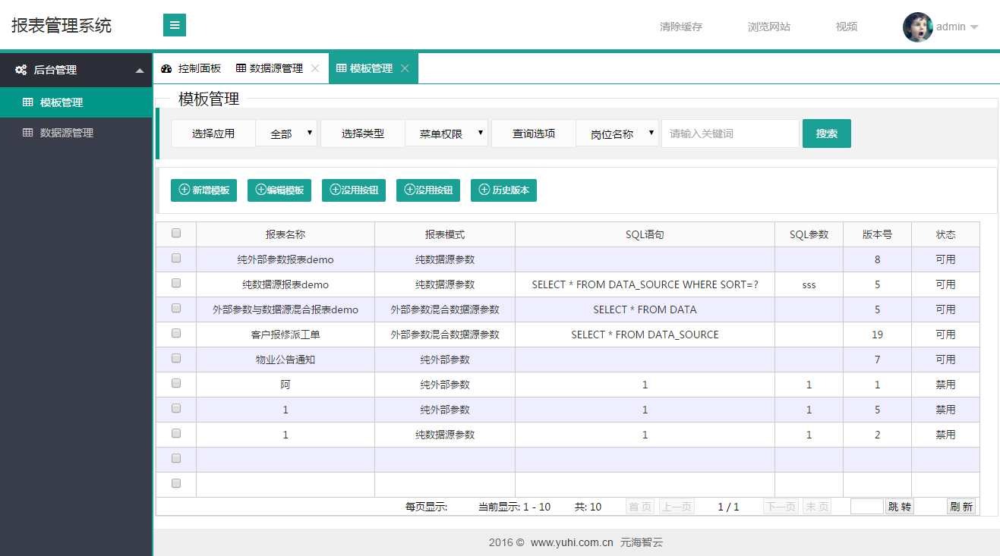 报表管理系统
清除缓存 浏览网站 视频 admin
后台管理
模板管理
数据源管理
控制面板 数据源管理 模板管理
模板管理
选择应用 全部 选择类型 菜单权限 查询选项 岗位名称 请输入关键词 搜索
新增模板 编辑模板 没用按钮 没用按钮 历史版本
报表名称 报表模式 SQL语句 SQL参数 版本号 状态
纯外部参数报表demo 纯数据源参数 8 可用
纯数据源报表demo 纯数据源参数 SELECT * FROM DATA_SOURCE WHERE SORT=? sss 5 可用
外部参数与数据源混合报表demo 外部参数混合数据源参数 SELECT * FROM DATA 5 可用
客户报修派工单 外部参数混合数据源参数 SELECT * FROM DATA_SOURCE 19 可用
物业公告通知 纯外部参数 7 可用
阿 纯外部参数 1 1 1 禁用
1 纯外部参数 1 1 5 禁用
1 纯数据源参数 1 1 2 禁用
每页显示: 当前显示: 1 - 10 共: 10 首 页 上一页 1 / 1 下一页 末 页 跳 转 刷 新
2016 © www.yuhi.com.cn 元海智云